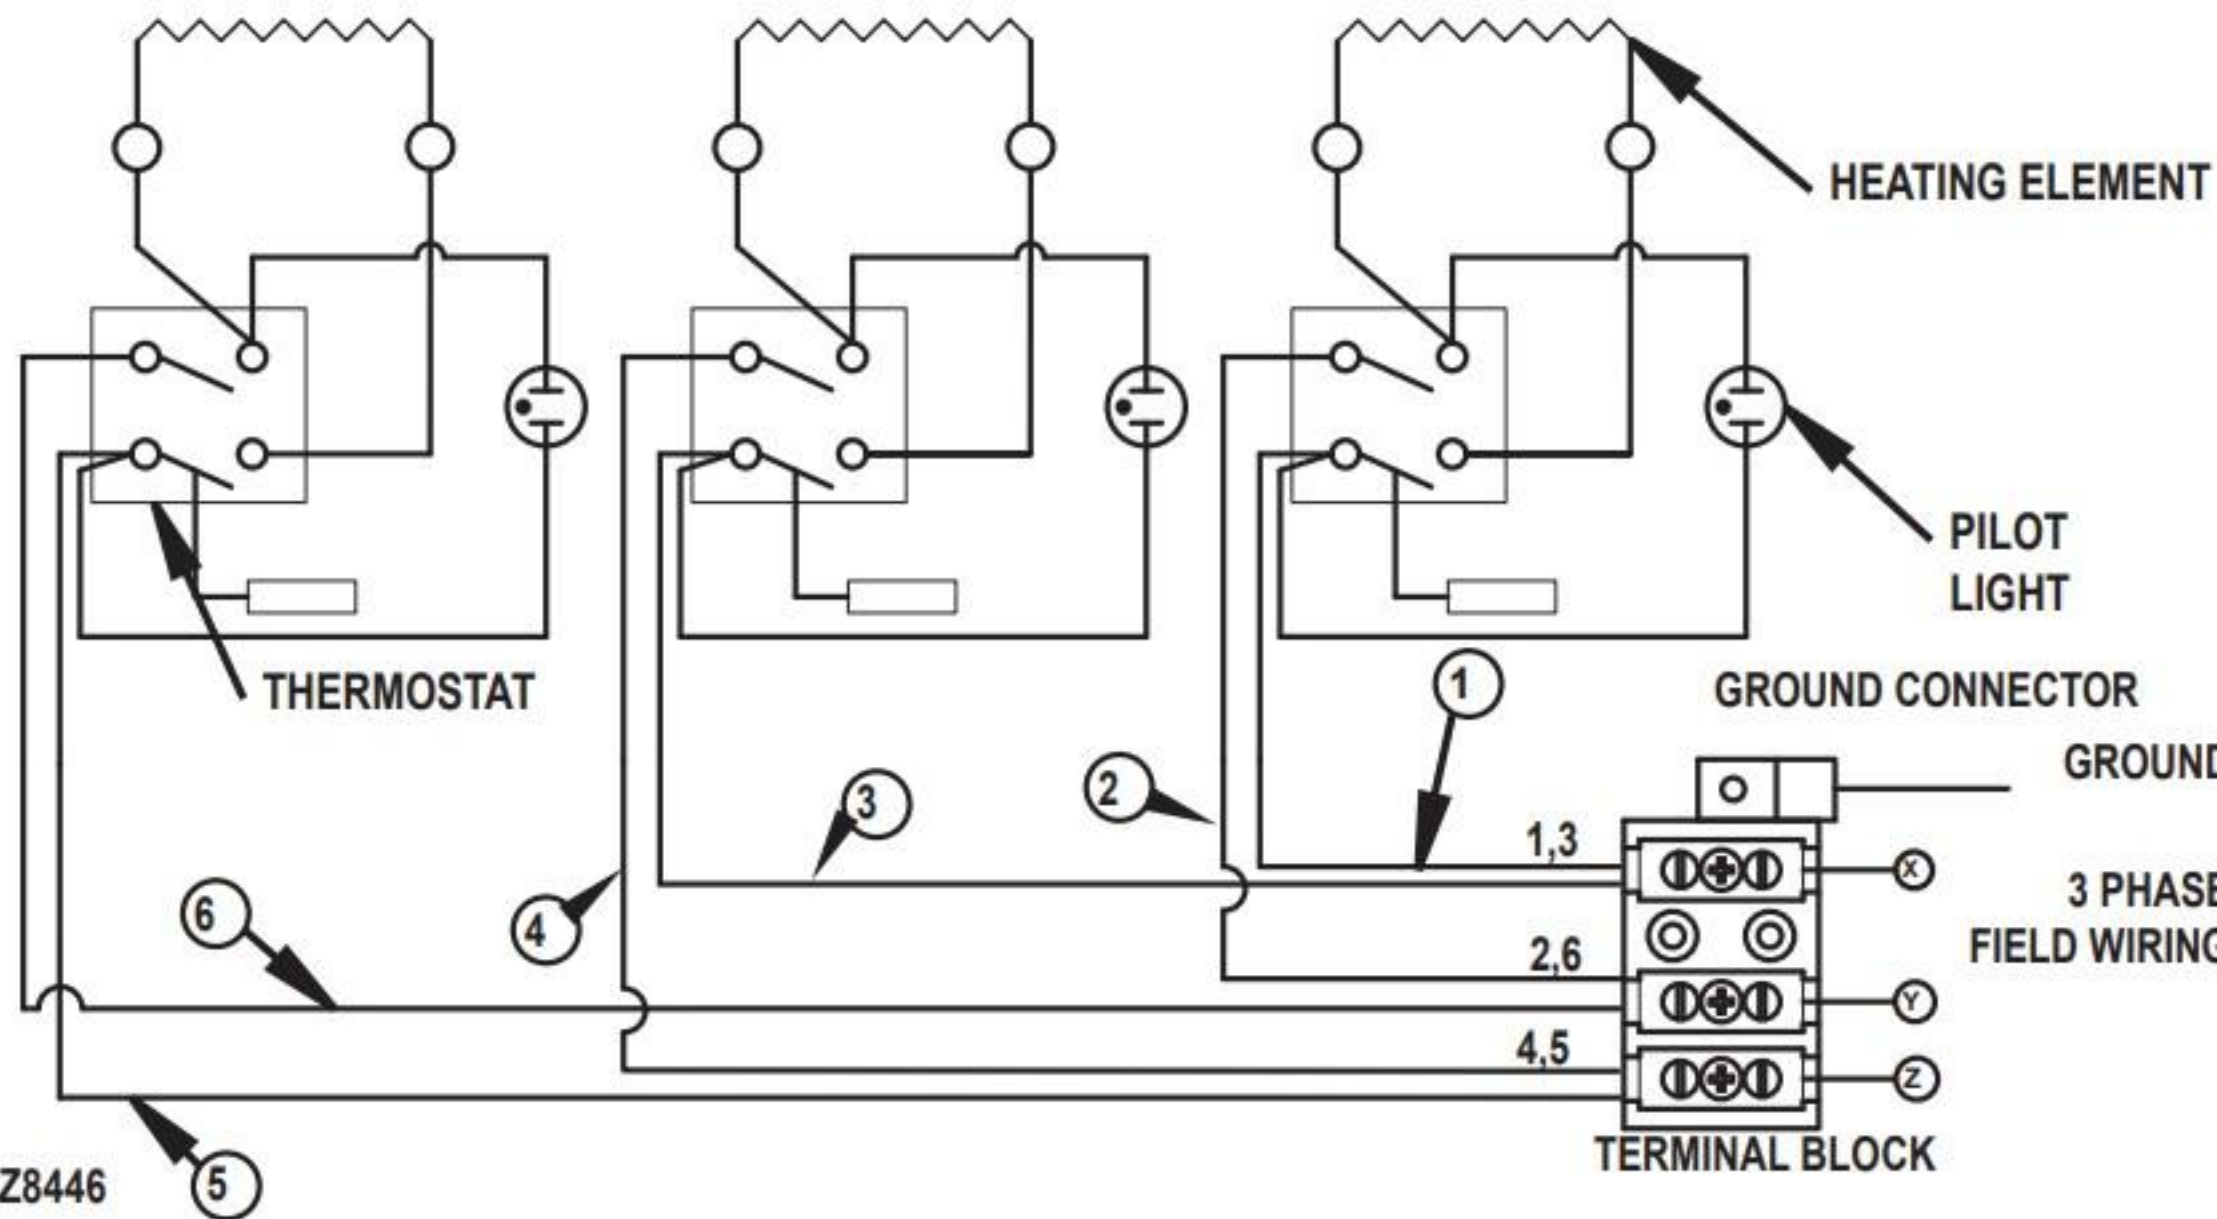 HEATING ELEMENT
PILOT
LIGHT
THERMOSTAT
1
GROUND CONNECTOR
2
GROUND
3
1,3
X
3 PHASE
6
4
2,6
FIELD WIRING
Y
4,5
Z
TERMINAL BLOCK
Z8446
5